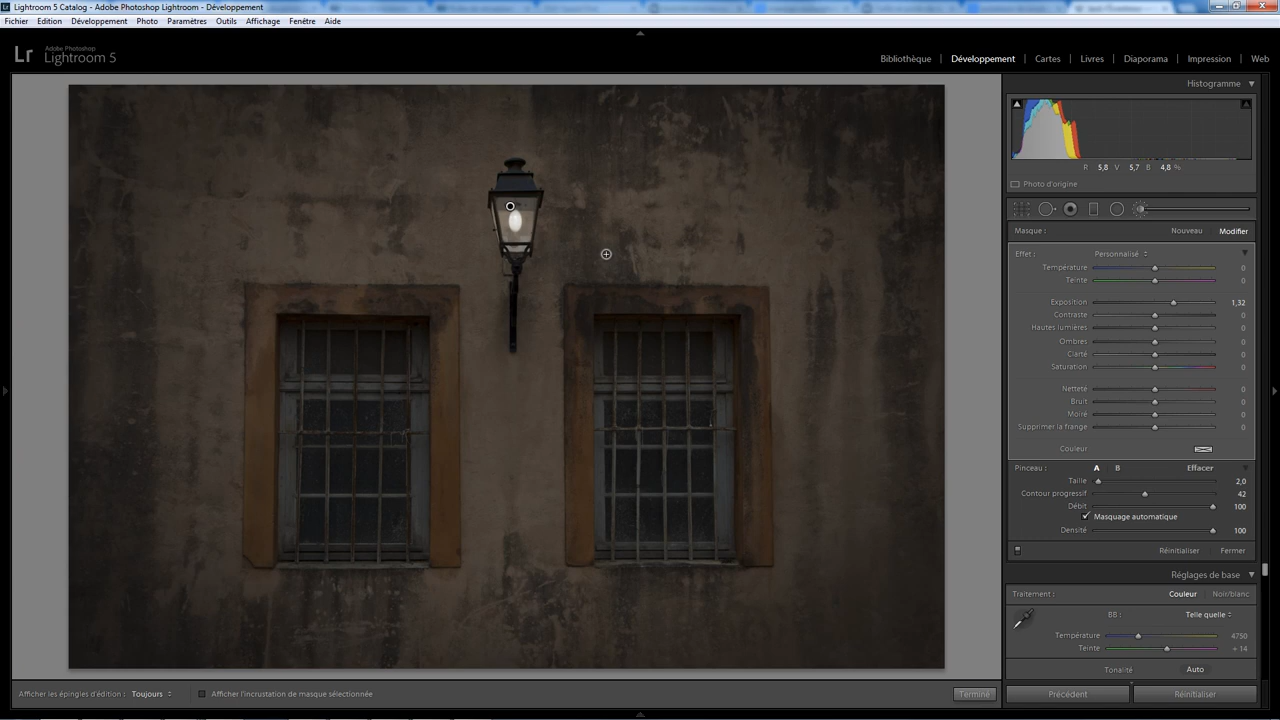 Lightroom 5 Catalog - Adobe Photoshop Lightroom - Développement
Fichier Edition Développement Photo Paramètres Outils Affichage Fenêtre Aide
Lr Adobe Photoshop
Lightroom 5
Bibliothèque | Développement | Cartes | Livres | Diaporama | Impression | Web
Histogramme
R 5,8 V 5,7 B 4,8 %
Photo d'origine
Masque : Nouveau Modifier
Effet : Personnalisé
Température 0
Teinte 0
Exposition 1,32
Contraste 0
Hautes lumières 0
Ombres 0
Clarté 0
Saturation 0
Netteté 0
Bruit 0
Moiré 0
Supprimer la frange 0
Couleur
Pinceau : A B Effacer
Taille 2,0
Contour progressif 42
Débit 100
Masquage automatique
Densité 100
Réinitialiser Fermer
Réglages de base
Traitement : Couleur Noir/blanc
BB : Telle quelle
Température 4750
Teinte + 14
Tonalité Auto
Afficher les épingles d'édition : Toujours Afficher l'incrustation de masque sélectionnée Terminé
Précédent Réinitialiser